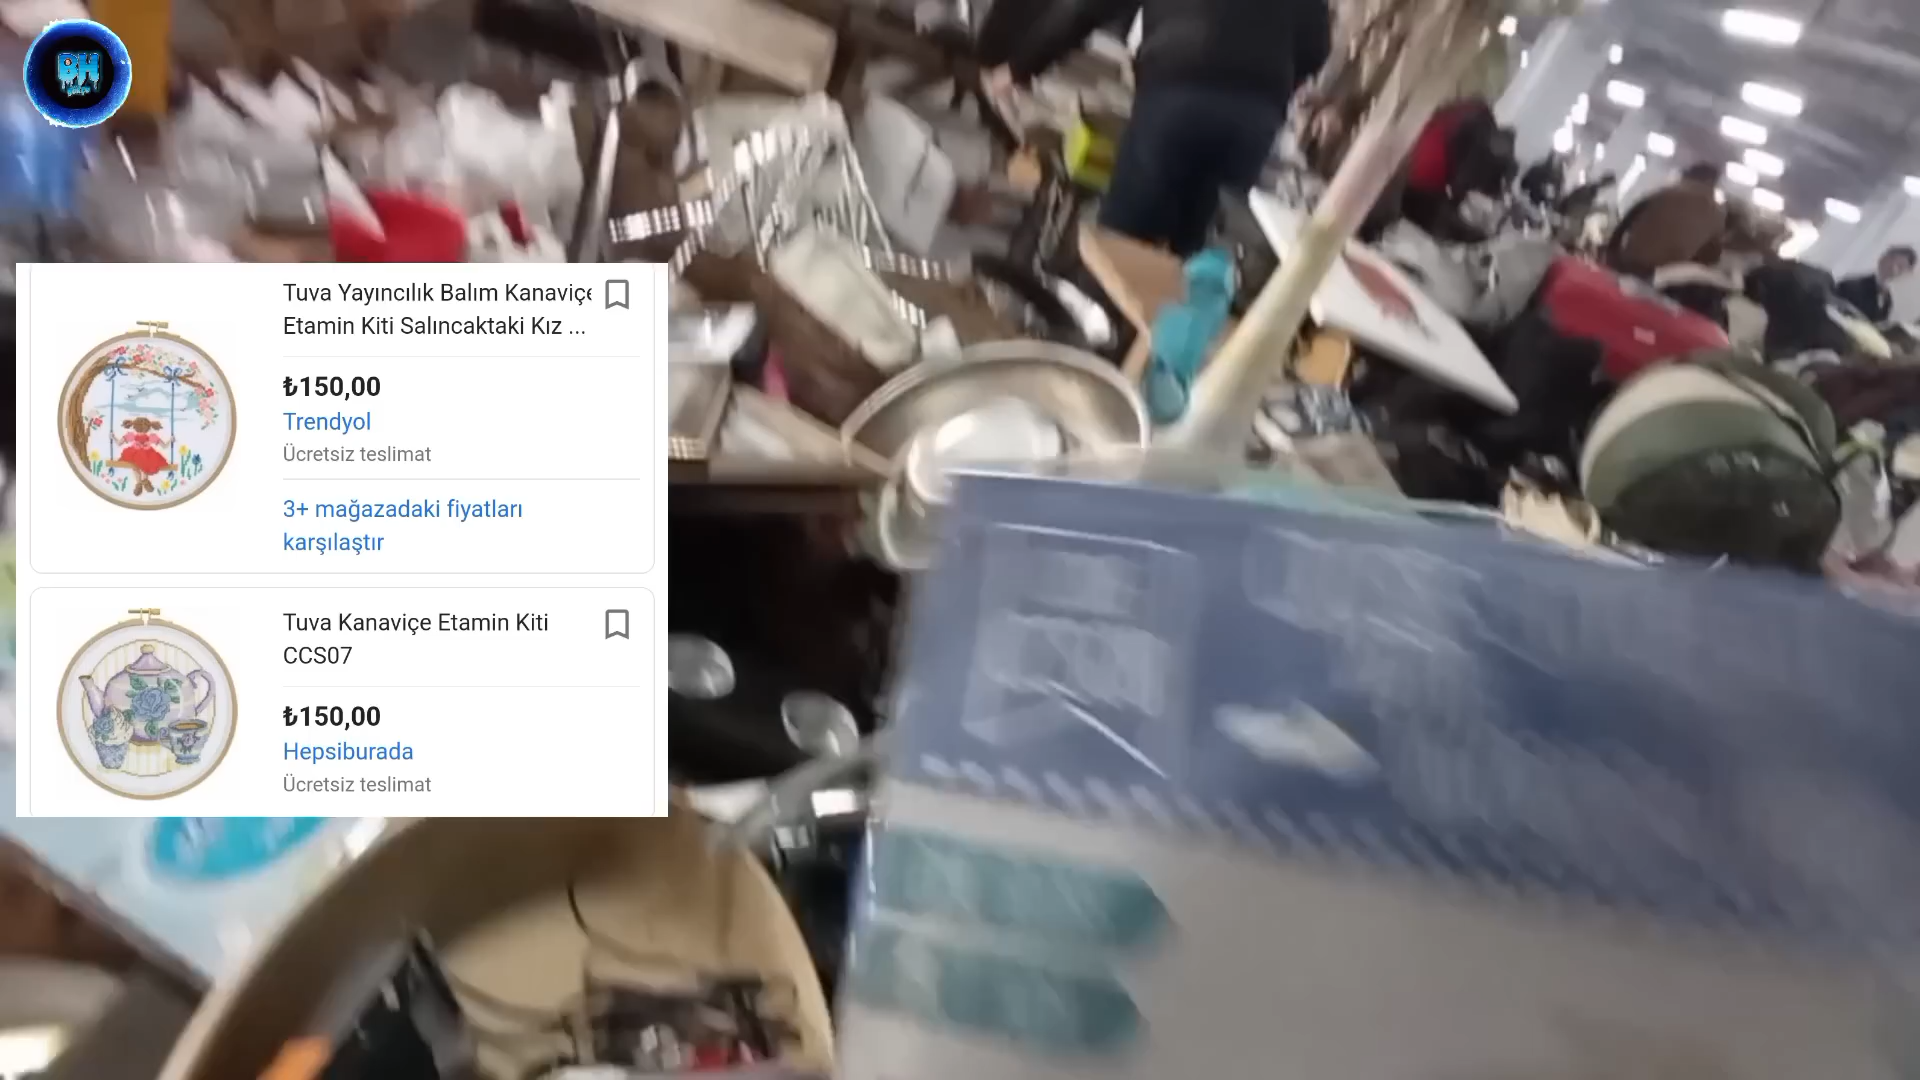 BH
Tuva Yayıncılık Balım Kanaviçe
Etamin Kiti Salıncaktaki Kız ...
₺150,00
Trendyol
Ücretsiz teslimat
3+ mağazadaki fiyatları
karşılaştır
Tuva Kanaviçe Etamin Kiti
CCS07
₺150,00
Hepsiburada
Ücretsiz teslimat